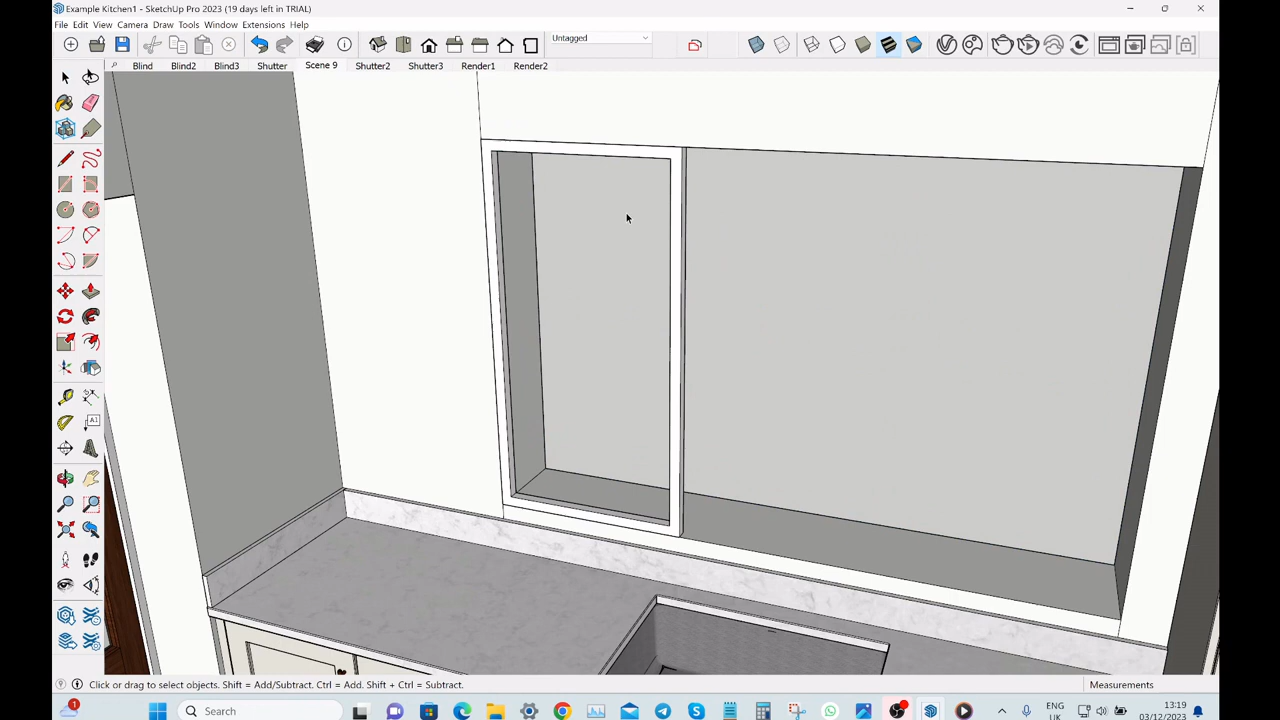 Example Kitchen1 - SketchUp Pro 2023 (19 days left in TRIAL)
File Edit View Camera Draw Tools Window Extensions Help
Untagged
Blind Blind2 Blind3 Shutter Scene 9 Shutter2 Shutter3 Render1 Render2
A1
Click or drag to select objects. Shift = Add/Subtract. Ctrl = Add. Shift + Ctrl = Subtract.
Measurements
1
Search
ENG
UK
13:19
03/12/2023